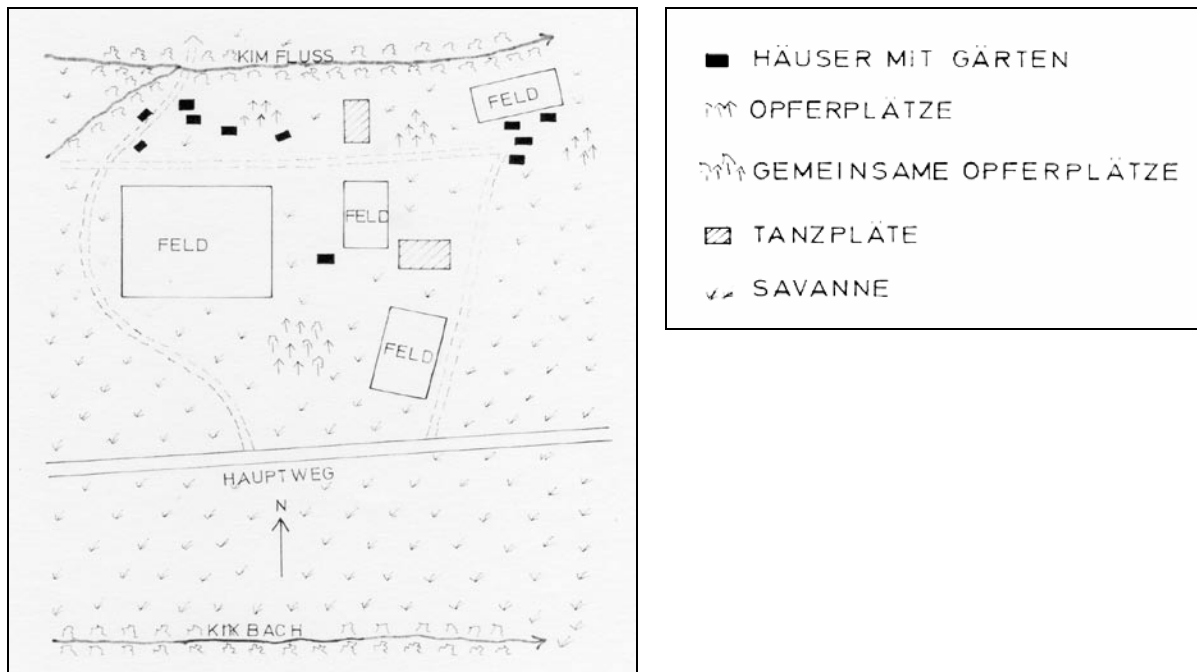 KIM FLUSS
FELD
FELD
FELD
FELD
HAUPTWEG
N
KIK BACH
HÄUSER MIT GÄRTEN
OPFERPLÄTZE
GEMEINSAME OPFERPLÄTZE
TANZPLÄTE
SAVANNE